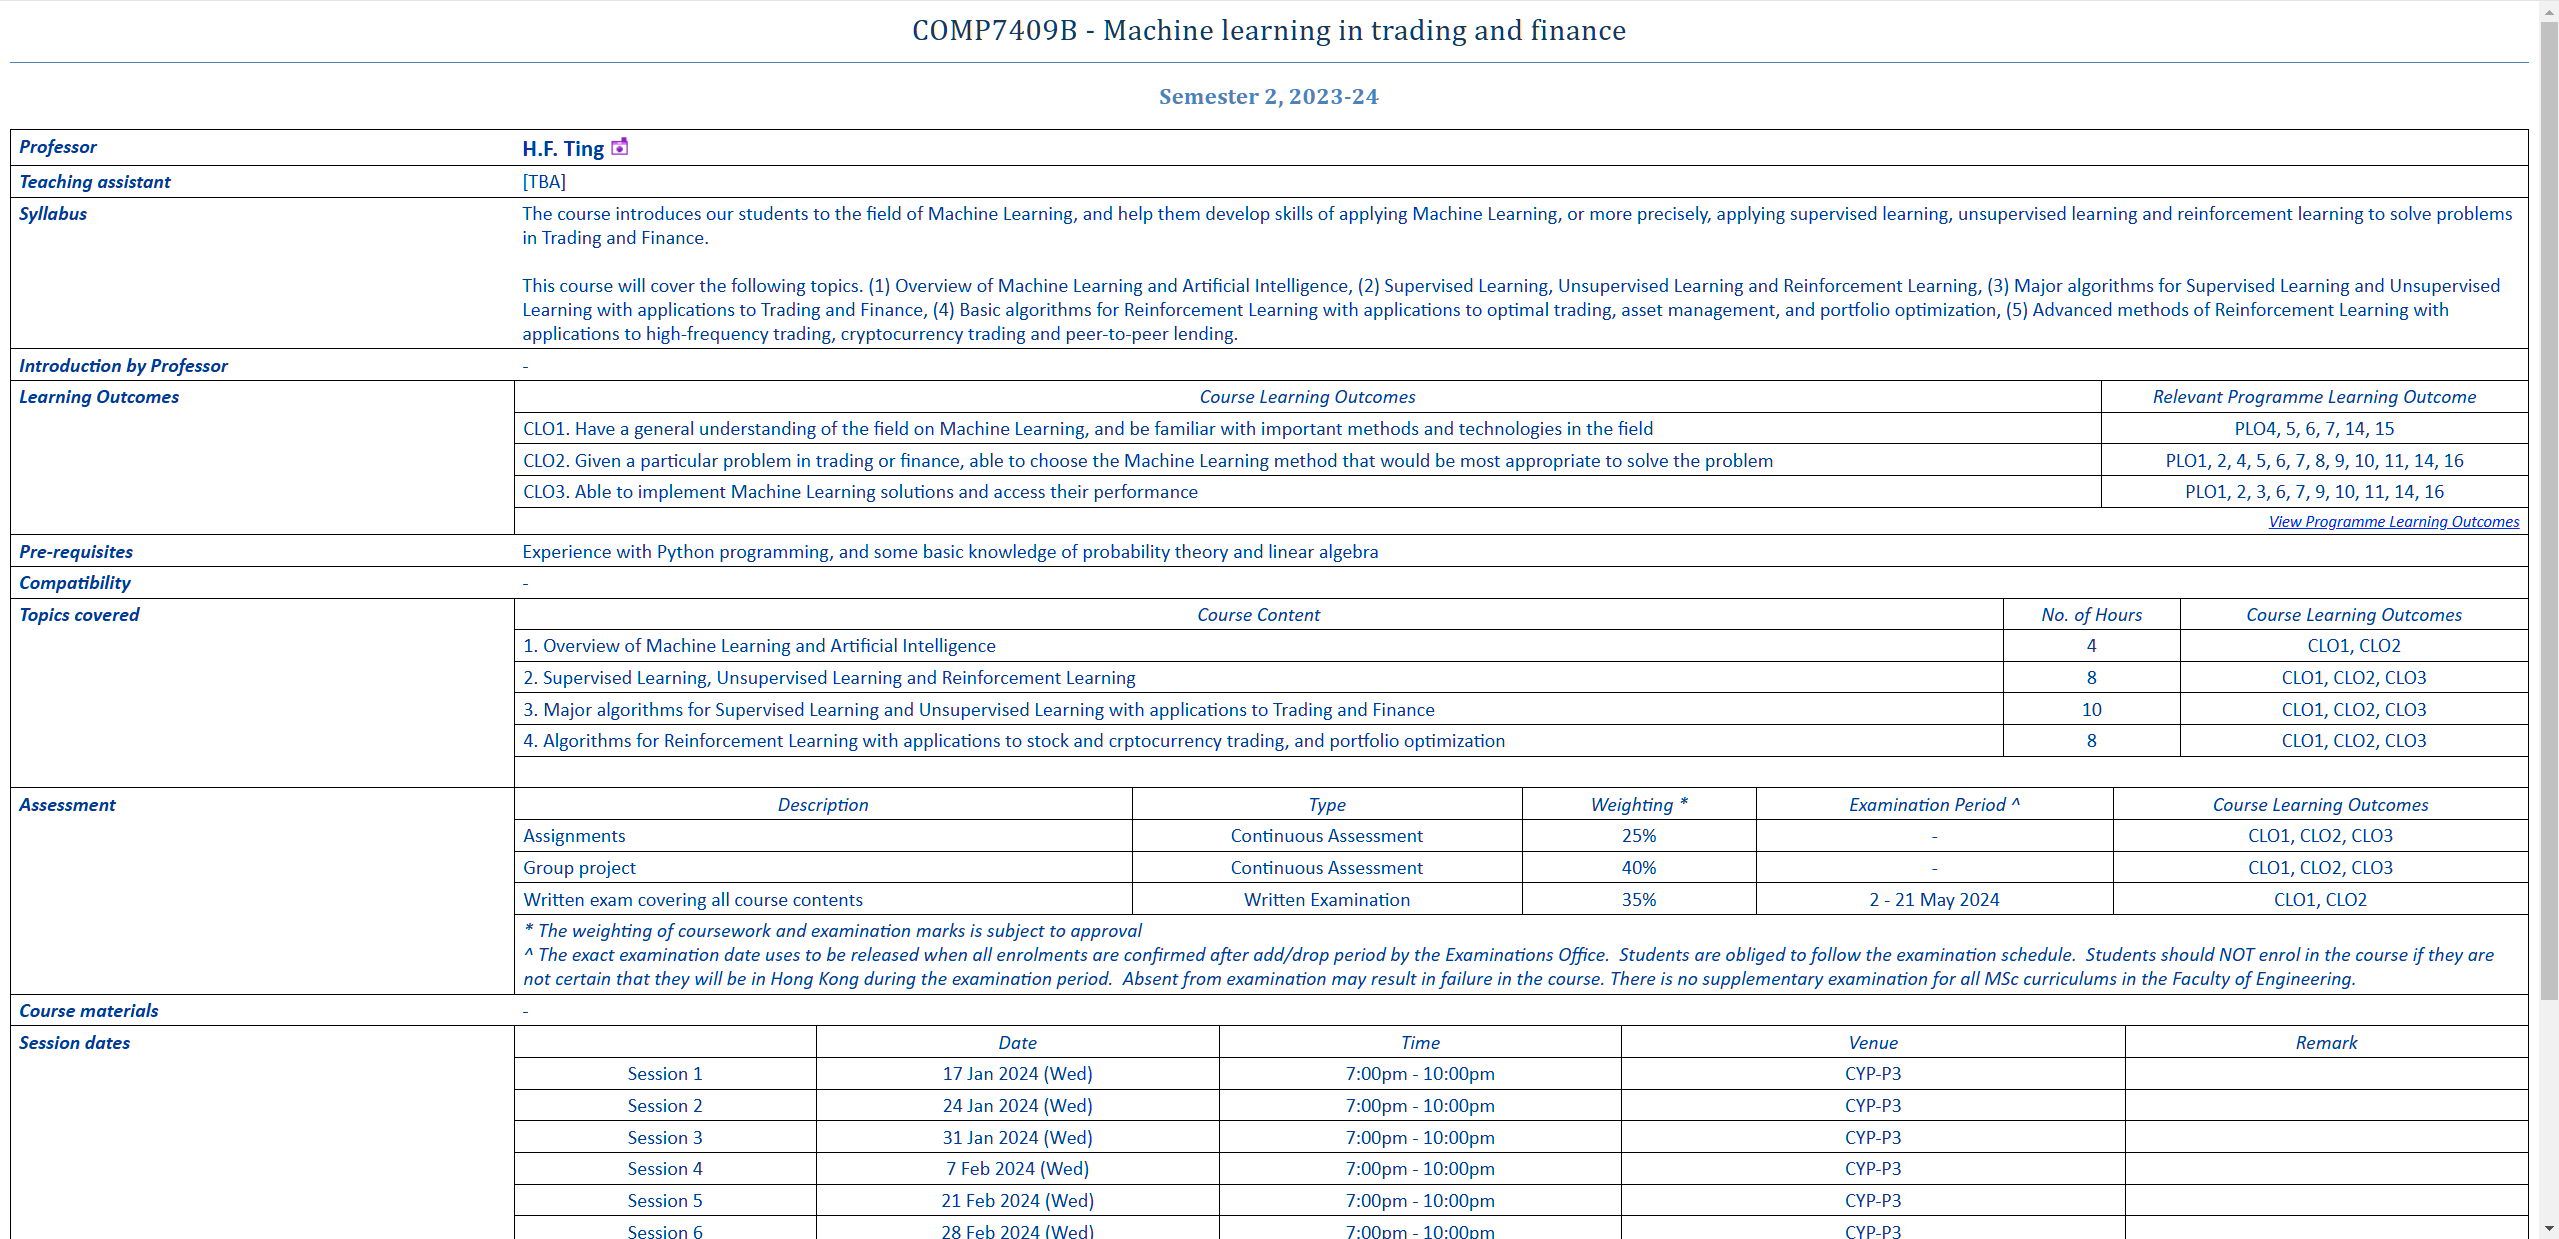 COMP7409B - Machine learning in trading and finance
Semester 2, 2023-24
Professor H.F. Ting
Teaching assistant [TBA]
Syllabus The course introduces our students to the field of Machine Learning, and help them develop skills of applying Machine Learning, or more precisely, applying supervised learning, unsupervised learning and reinforcement learning to solve problems
in Trading and Finance.
This course will cover the following topics. (1) Overview of Machine Learning and Artificial Intelligence, (2) Supervised Learning, Unsupervised Learning and Reinforcement Learning, (3) Major algorithms for Supervised Learning and Unsupervised
Learning with applications to Trading and Finance, (4) Basic algorithms for Reinforcement Learning with applications to optimal trading, asset management, and portfolio optimization, (5) Advanced methods of Reinforcement Learning with
applications to high-frequency trading, cryptocurrency trading and peer-to-peer lending.
Introduction by Professor -
Learning Outcomes Course Learning Outcomes Relevant Programme Learning Outcome
CLO1. Have a general understanding of the field on Machine Learning, and be familiar with important methods and technologies in the field PLO4, 5, 6, 7, 14, 15
CLO2. Given a particular problem in trading or finance, able to choose the Machine Learning method that would be most appropriate to solve the problem PLO1, 2, 4, 5, 6, 7, 8, 9, 10, 11, 14, 16
CLO3. Able to implement Machine Learning solutions and access their performance PLO1, 2, 3, 6, 7, 9, 10, 11, 14, 16
View Programme Learning Outcomes
Pre-requisites Experience with Python programming, and some basic knowledge of probability theory and linear algebra
Compatibility -
Topics covered Course Content No. of Hours Course Learning Outcomes
1. Overview of Machine Learning and Artificial Intelligence 4 CLO1, CLO2
2. Supervised Learning, Unsupervised Learning and Reinforcement Learning 8 CLO1, CLO2, CLO3
3. Major algorithms for Supervised Learning and Unsupervised Learning with applications to Trading and Finance 10 CLO1, CLO2, CLO3
4. Algorithms for Reinforcement Learning with applications to stock and crptocurrency trading, and portfolio optimization 8 CLO1, CLO2, CLO3
Assessment Description Type Weighting * Examination Period ^ Course Learning Outcomes
Assignments Continuous Assessment 25% - CLO1, CLO2, CLO3
Group project Continuous Assessment 40% - CLO1, CLO2, CLO3
Written exam covering all course contents Written Examination 35% 2 - 21 May 2024 CLO1, CLO2
* The weighting of coursework and examination marks is subject to approval
^ The exact examination date uses to be released when all enrolments are confirmed after add/drop period by the Examinations Office. Students are obliged to follow the examination schedule. Students should NOT enrol in the course if they are
not certain that they will be in Hong Kong during the examination period. Absent from examination may result in failure in the course. There is no supplementary examination for all MSc curriculums in the Faculty of Engineering.
Course materials -
Session dates Date Time Venue Remark
Session 1 17 Jan 2024 (Wed) 7:00pm - 10:00pm CYP-P3
Session 2 24 Jan 2024 (Wed) 7:00pm - 10:00pm CYP-P3
Session 3 31 Jan 2024 (Wed) 7:00pm - 10:00pm CYP-P3
Session 4 7 Feb 2024 (Wed) 7:00pm - 10:00pm CYP-P3
Session 5 21 Feb 2024 (Wed) 7:00pm - 10:00pm CYP-P3
Session 6 28 Feb 2024 (Wed) 7:00pm - 10:00pm CYP-P3